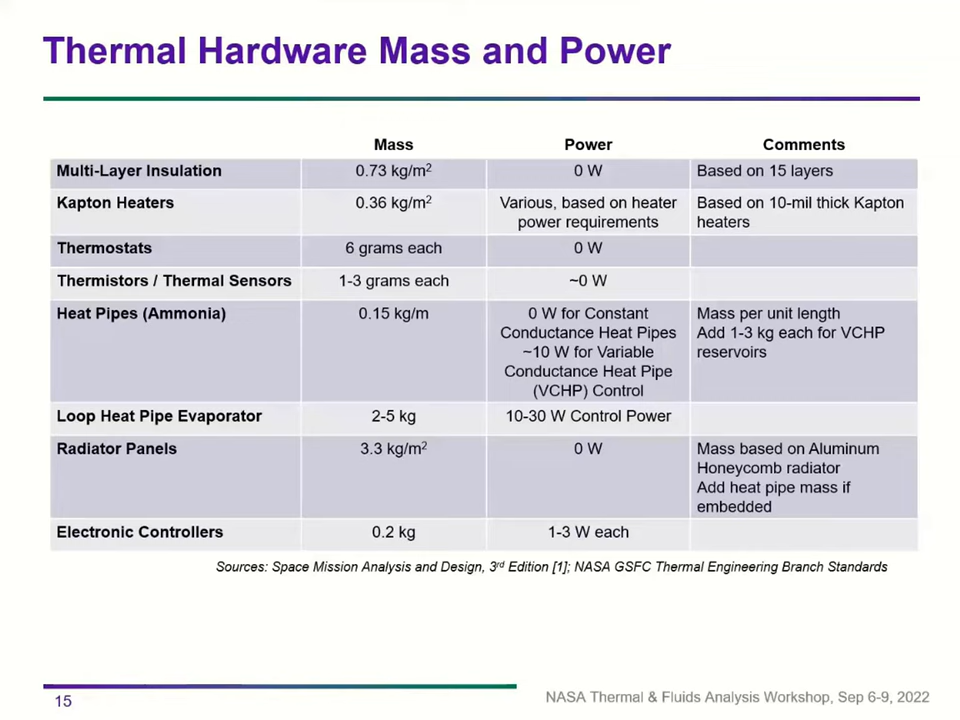 Thermal Hardware Mass and Power
Mass Power Comments
Multi-Layer Insulation 0.73 kg/m² 0 W Based on 15 layers
Kapton Heaters 0.36 kg/m² Various, based on heater Based on 10-mil thick Kapton
power requirements heaters
Thermostats 6 grams each 0 W
Thermistors / Thermal Sensors 1-3 grams each ~0 W
Heat Pipes (Ammonia) 0.15 kg/m 0 W for Constant Mass per unit length
Conductance Heat Pipes Add 1-3 kg each for VCHP
~10 W for Variable reservoirs
Conductance Heat Pipe
(VCHP) Control
Loop Heat Pipe Evaporator 2-5 kg 10-30 W Control Power
Radiator Panels 3.3 kg/m² 0 W Mass based on Aluminum
Honeycomb radiator
Add heat pipe mass if
embedded
Electronic Controllers 0.2 kg 1-3 W each
Sources: Space Mission Analysis and Design, 3rd Edition [1]; NASA GSFC Thermal Engineering Branch Standards
15 NASA Thermal & Fluids Analysis Workshop, Sep 6-9, 2022